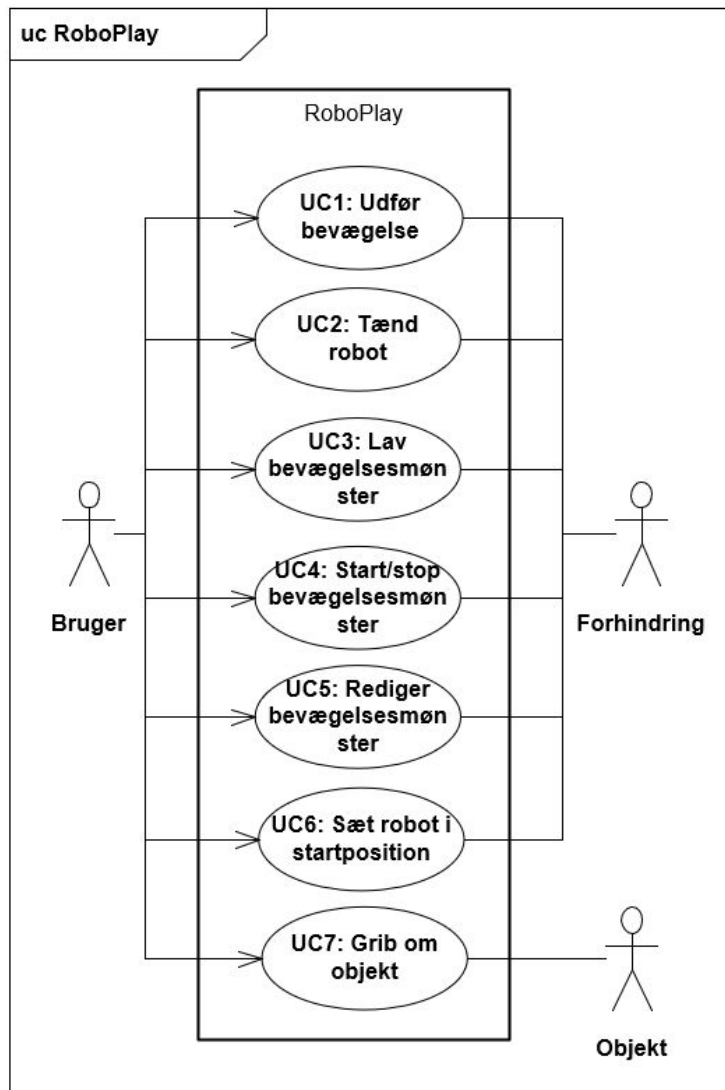 uc RoboPlay
RoboPlay
UC1: Udfør
bevægelse
UC2: Tænd
robot
UC3: Lav
bevægelsesmøn
ster
UC4: Start/stop
bevægelsesmøn
ster
Bruger
Forhindring
UC5: Rediger
bevægelsesmøn
ster
UC6: Sæt robot i
startposition
UC7: Grib om
objekt
Objekt